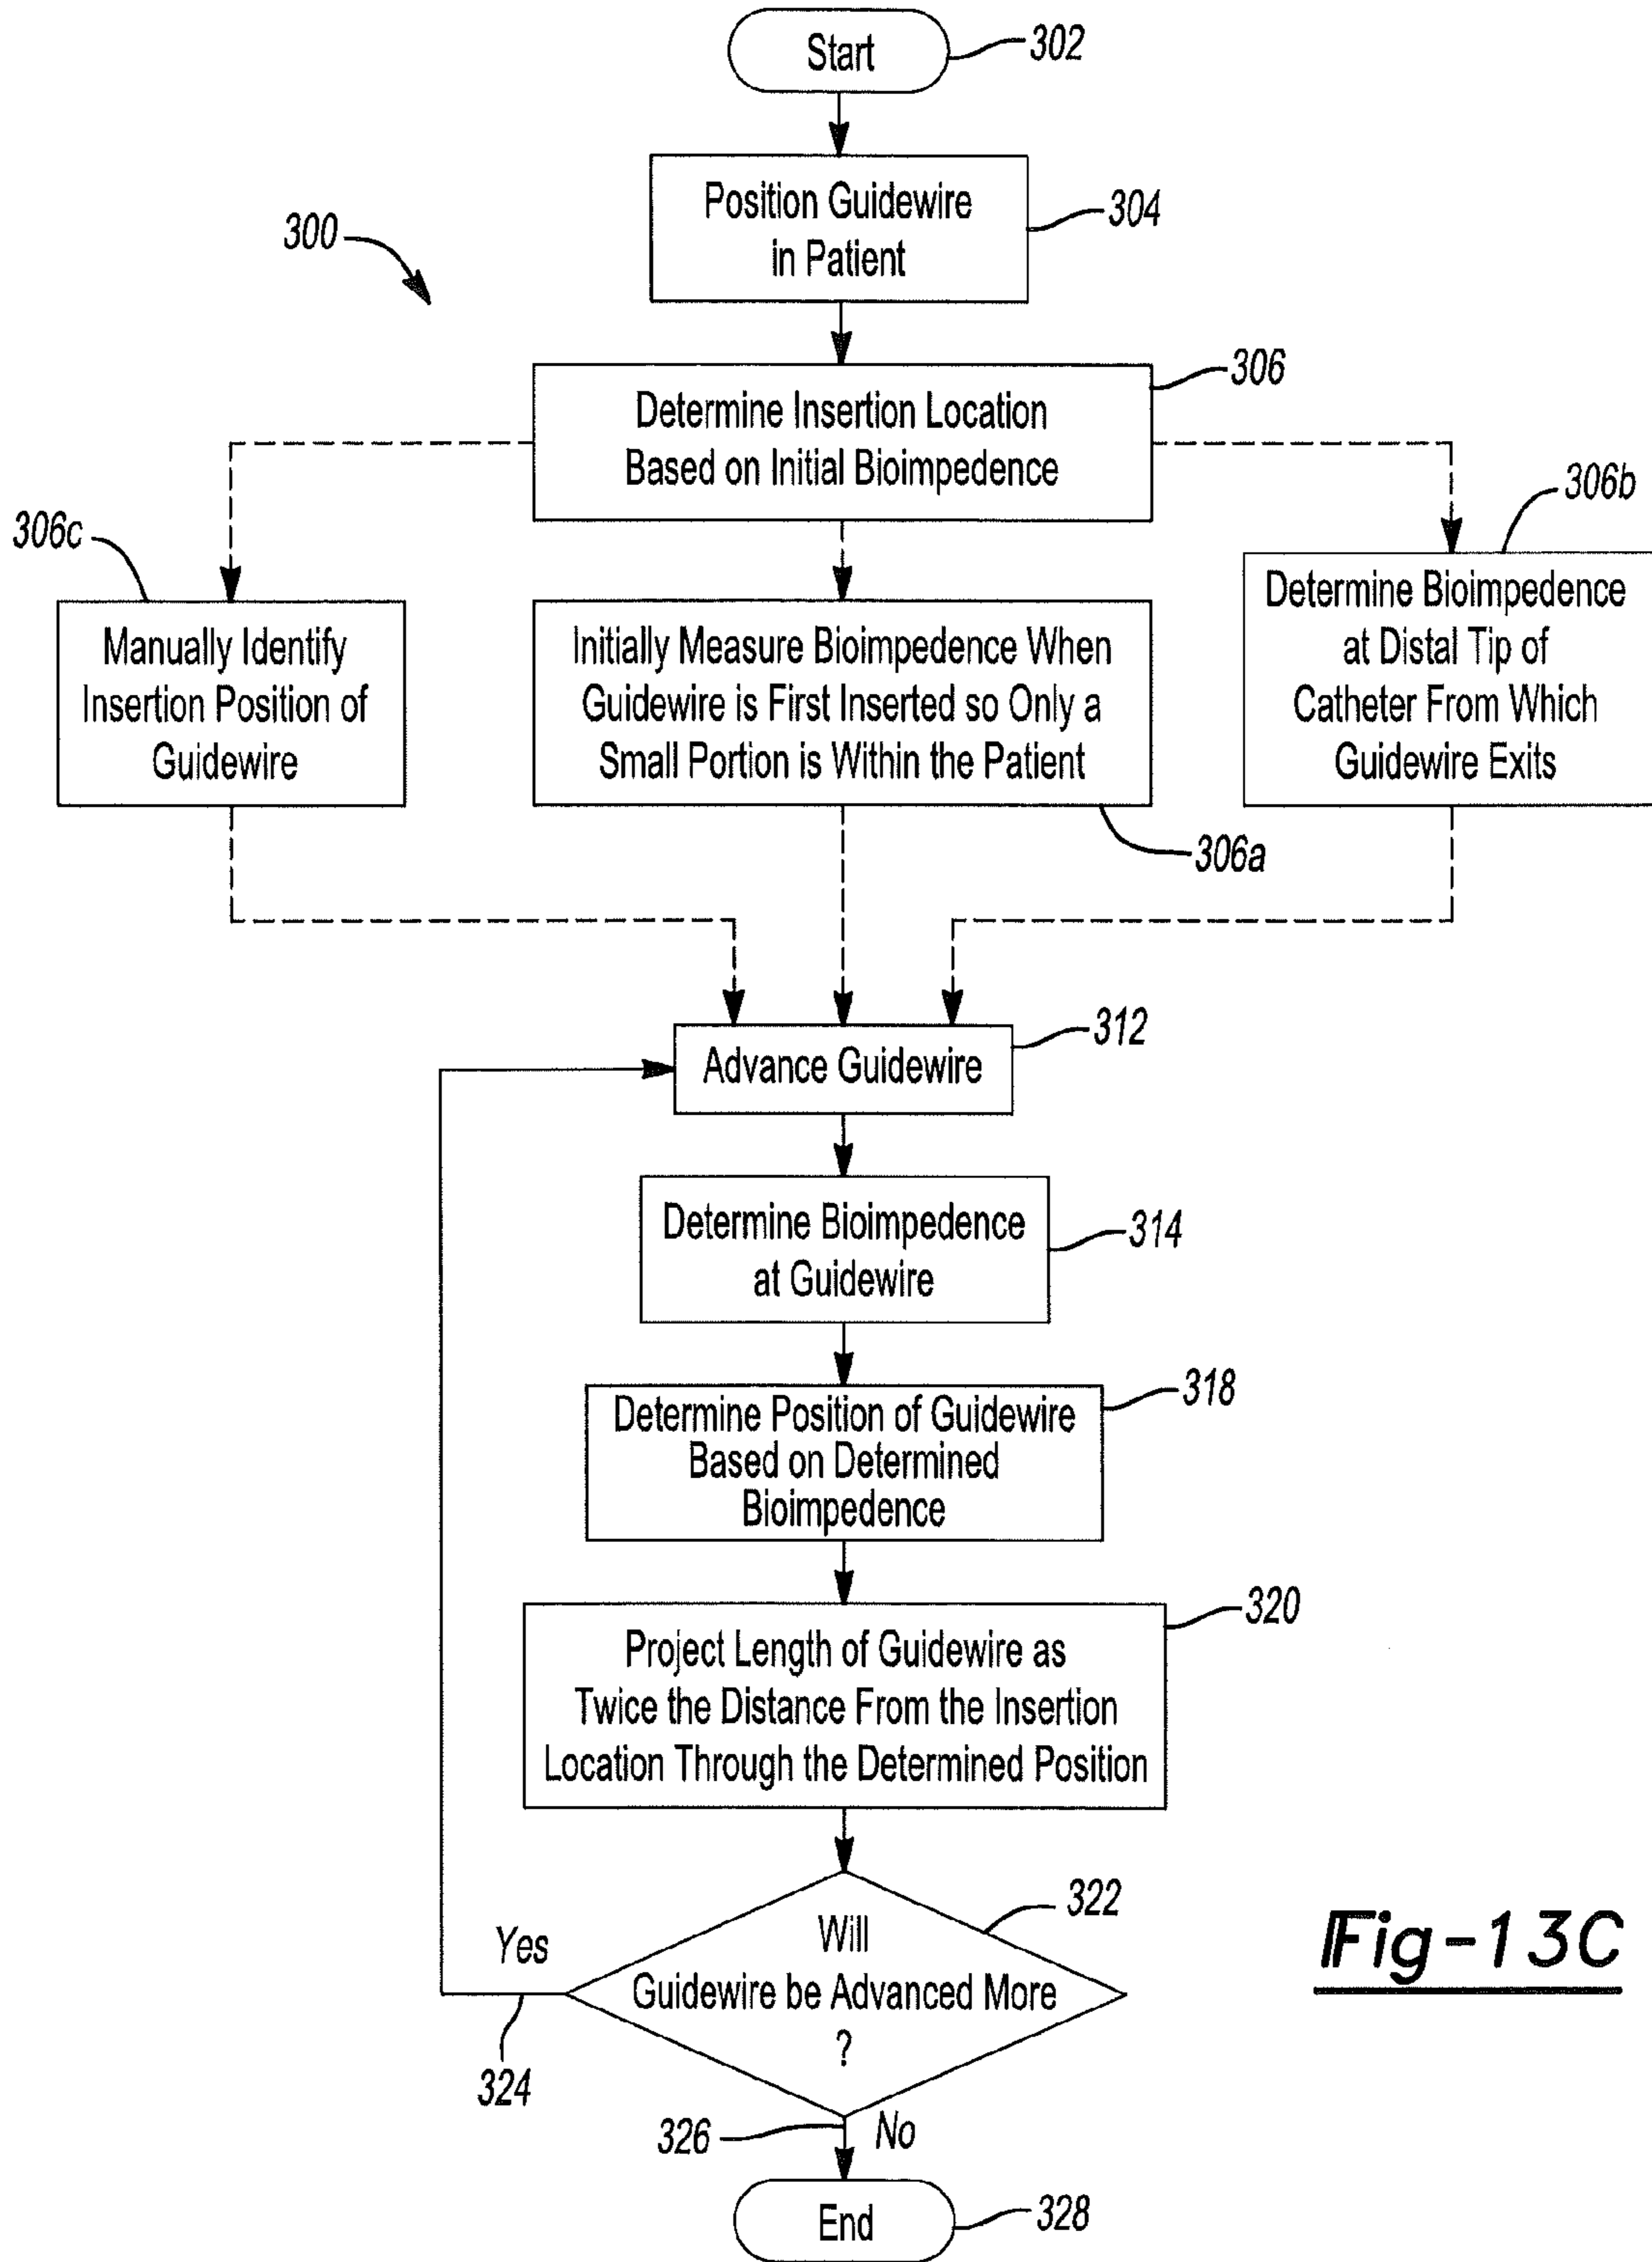 Start
302
Position Guidewire
in Patient
304
300
Determine Insertion Location
Based on Initial Bioimpedence
306
306c
Manually Identify
Insertion Position of
Guidewire
Initially Measure Bioimpedence When
Guidewire is First Inserted so Only a
Small Portion is Within the Patient
306a
306b
Determine Bioimpedence
at Distal Tip of
Catheter From Which
Guidewire Exits
Advance Guidewire
312
Determine Bioimpedence
at Guidewire
314
Determine Position of Guidewire
Based on Determined
Bioimpedence
318
Project Length of Guidewire as
Twice the Distance From the Insertion
Location Through the Determined Position
320
Will
Guidewire be Advanced More
?
322
Yes
324
326
No
End
328
Fig-13C